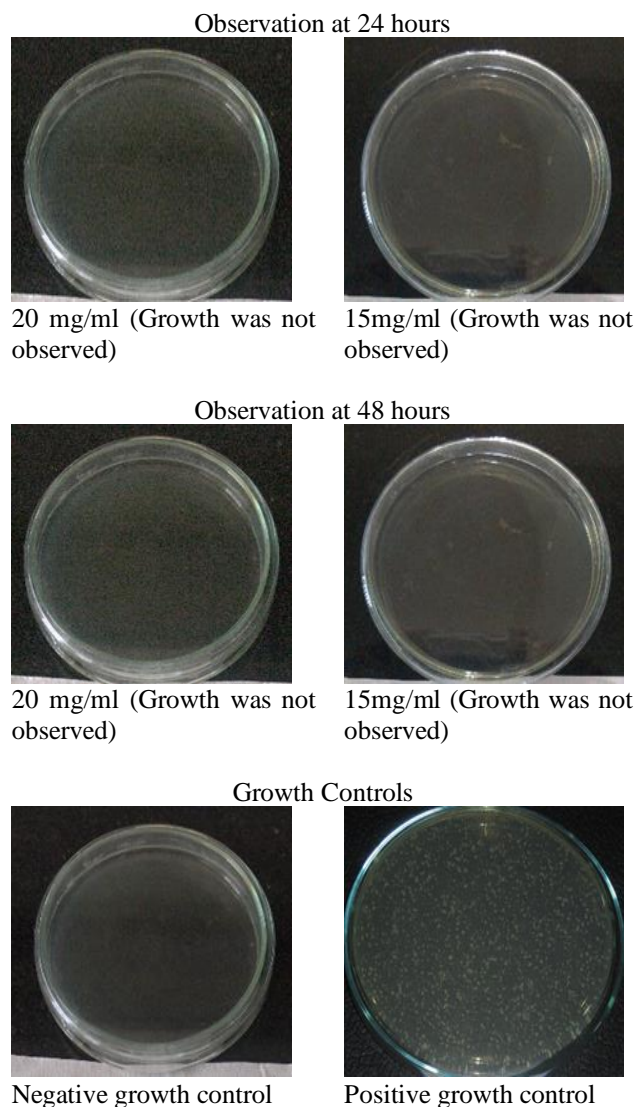 Observation at 24 hours
20 mg/ml (Growth was not
observed)
15mg/ml (Growth was not
observed)
Observation at 48 hours
20 mg/ml (Growth was not
observed)
15mg/ml (Growth was not
observed)
Growth Controls
Negative growth control
Positive growth control